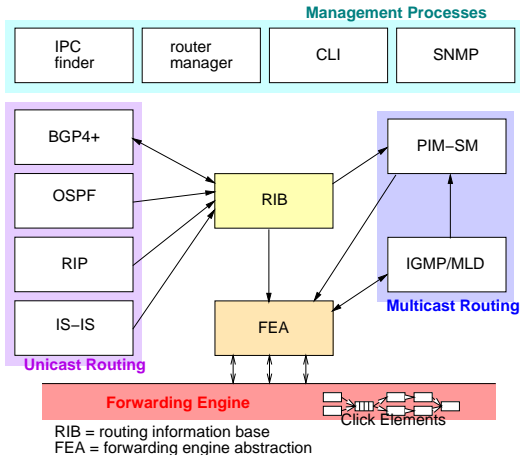 Management Processes
IPC
finder
router
manager
CLI
SNMP
BGP4+
OSPF
RIP
IS−IS
Unicast Routing
RIB
FEA
PIM−SM
IGMP/MLD
Multicast Routing
Forwarding Engine
Click Elements
RIB = routing information base
FEA = forwarding engine abstraction